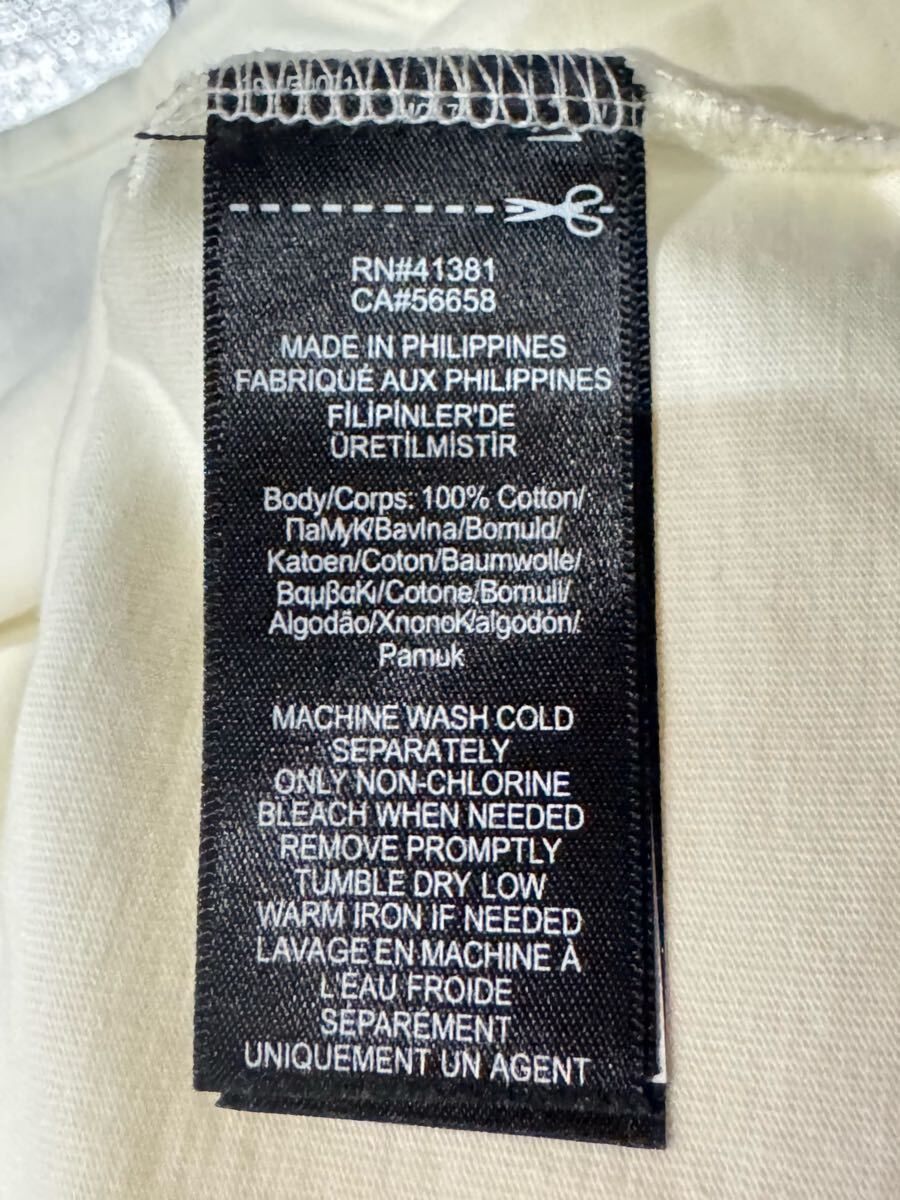 RN#41381
CA#56658
MADE IN PHILIPPINES
FABRIQUÉ AUX PHILIPPINES
FİLİPİNLER'DE
ÜRETİLMİSTİR
Body/Corps: 100% Cotton/
ПаМуК/Bavlna/Bomuld/
Katoen/Coton/Baumwolle/
ΒαμβαΚι/Cotone/Bomull/
Algodão/ХпопоК/algodón/
Pamuk
MACHINE WASH COLD
SEPARATELY
ONLY NON-CHLORINE
BLEACH WHEN NEEDED
REMOVE PROMPTLY
TUMBLE DRY LOW
WARM IRON IF NEEDED
LAVAGE EN MACHINE À
L'ÉAU FROIDE
SÉPARÉMENT
UNIQUEMENT UN AGENT